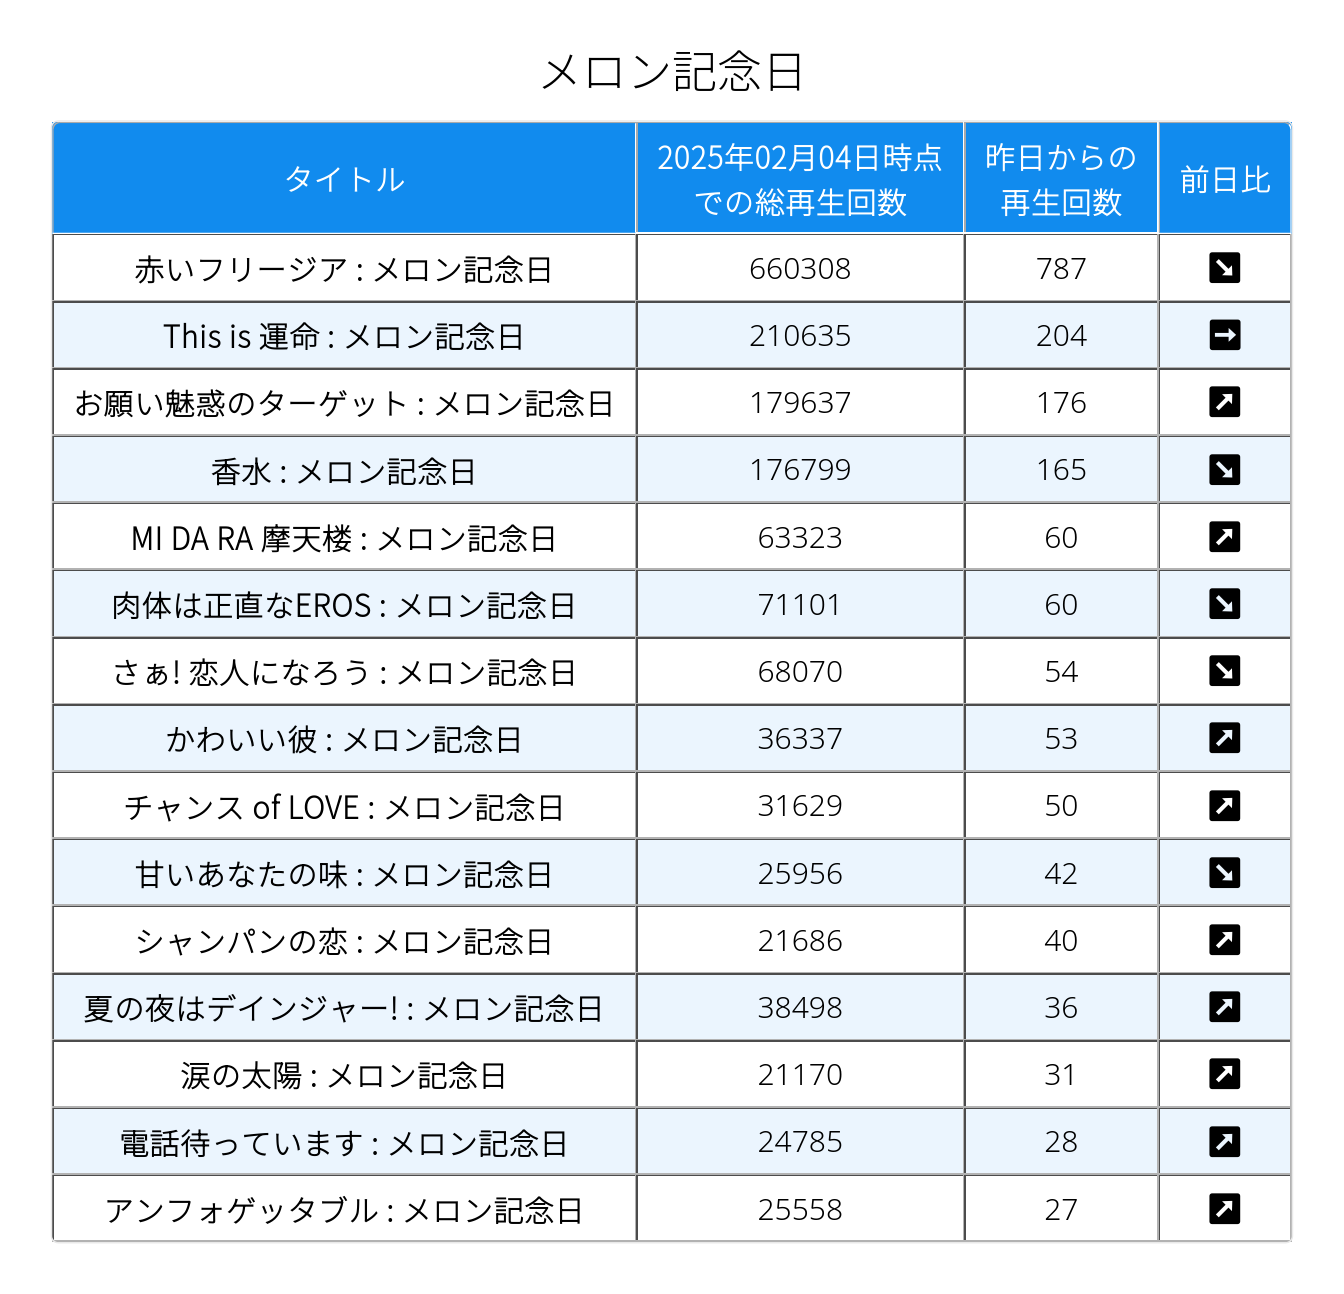 メロン記念日
タイトル 2025年02月04日時点での総再生回数 昨日からの再生回数 前日比
赤いフリージア : メロン記念日 660308 787 ↘
This is 運命 : メロン記念日 210635 204 →
お願い魅惑のターゲット : メロン記念日 179637 176 ↗
香水 : メロン記念日 176799 165 ↘
MI DA RA 摩天楼 : メロン記念日 63323 60 ↗
肉体は正直なEROS : メロン記念日 71101 60 ↘
さぁ! 恋人になろう : メロン記念日 68070 54 ↘
かわいい彼 : メロン記念日 36337 53 ↗
チャンス of LOVE : メロン記念日 31629 50 ↗
甘いあなたの味 : メロン記念日 25956 42 ↘
シャンパンの恋 : メロン記念日 21686 40 ↗
夏の夜はデインジャー! : メロン記念日 38498 36 ↗
涙の太陽 : メロン記念日 21170 31 ↗
電話待っています : メロン記念日 24785 28 ↗
アンフォゲッタブル : メロン記念日 25558 27 ↗